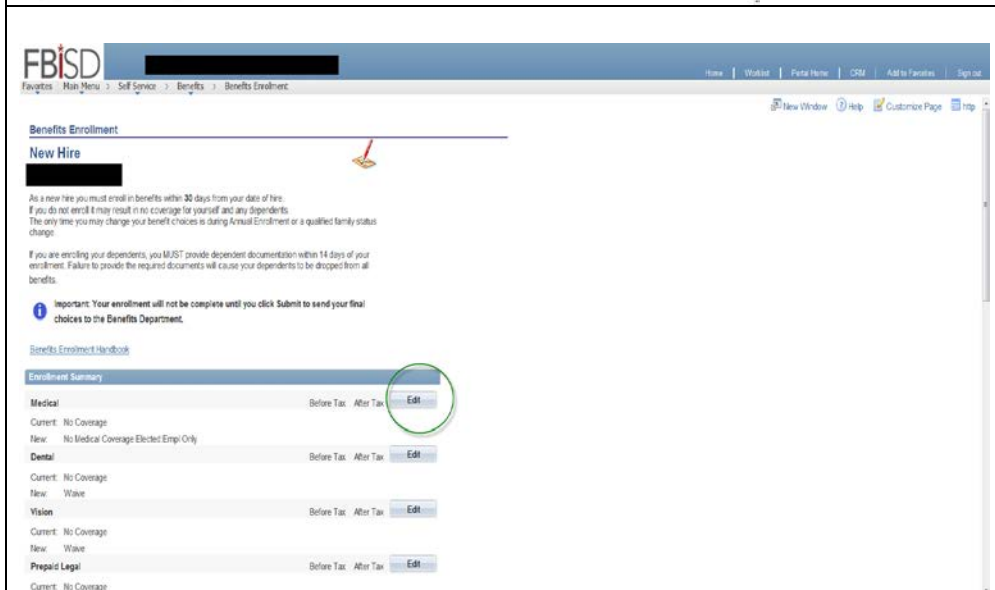 FBiSD
Favorites Main Menu > Self Service > Benefits > Benefits Enrollment
Home | Worklist | Portal Home | CRM | Add to Favorites | Sign out
New Window Help Customize Page http
Benefits Enrollment
New Hire
As a new hire you must enroll in benefits within 30 days from your date of hire.
If you do not enroll it may result in no coverage for yourself and any dependents.
The only time you may change your benefit choices is during Annual Enrollment or a qualified family status
change.
If you are enrolling your dependents, you MUST provide dependent documentation within 14 days of your
enrollment. Failure to provide the required documents will cause your dependents to be dropped from all
benefits.
Important: Your enrollment will not be complete until you click Submit to send your final
choices to the Benefits Department.
Benefits Enrollment Handbook
Enrollment Summary
Medical Before Tax After Tax Edit
Current: No Coverage
New: No Medical Coverage Elected:Empl Only
Dental Before Tax After Tax Edit
Current: No Coverage
New: Waive
Vision Before Tax After Tax Edit
Current: No Coverage
New: Waive
Prepaid Legal Before Tax After Tax Edit
Current: No Coverage